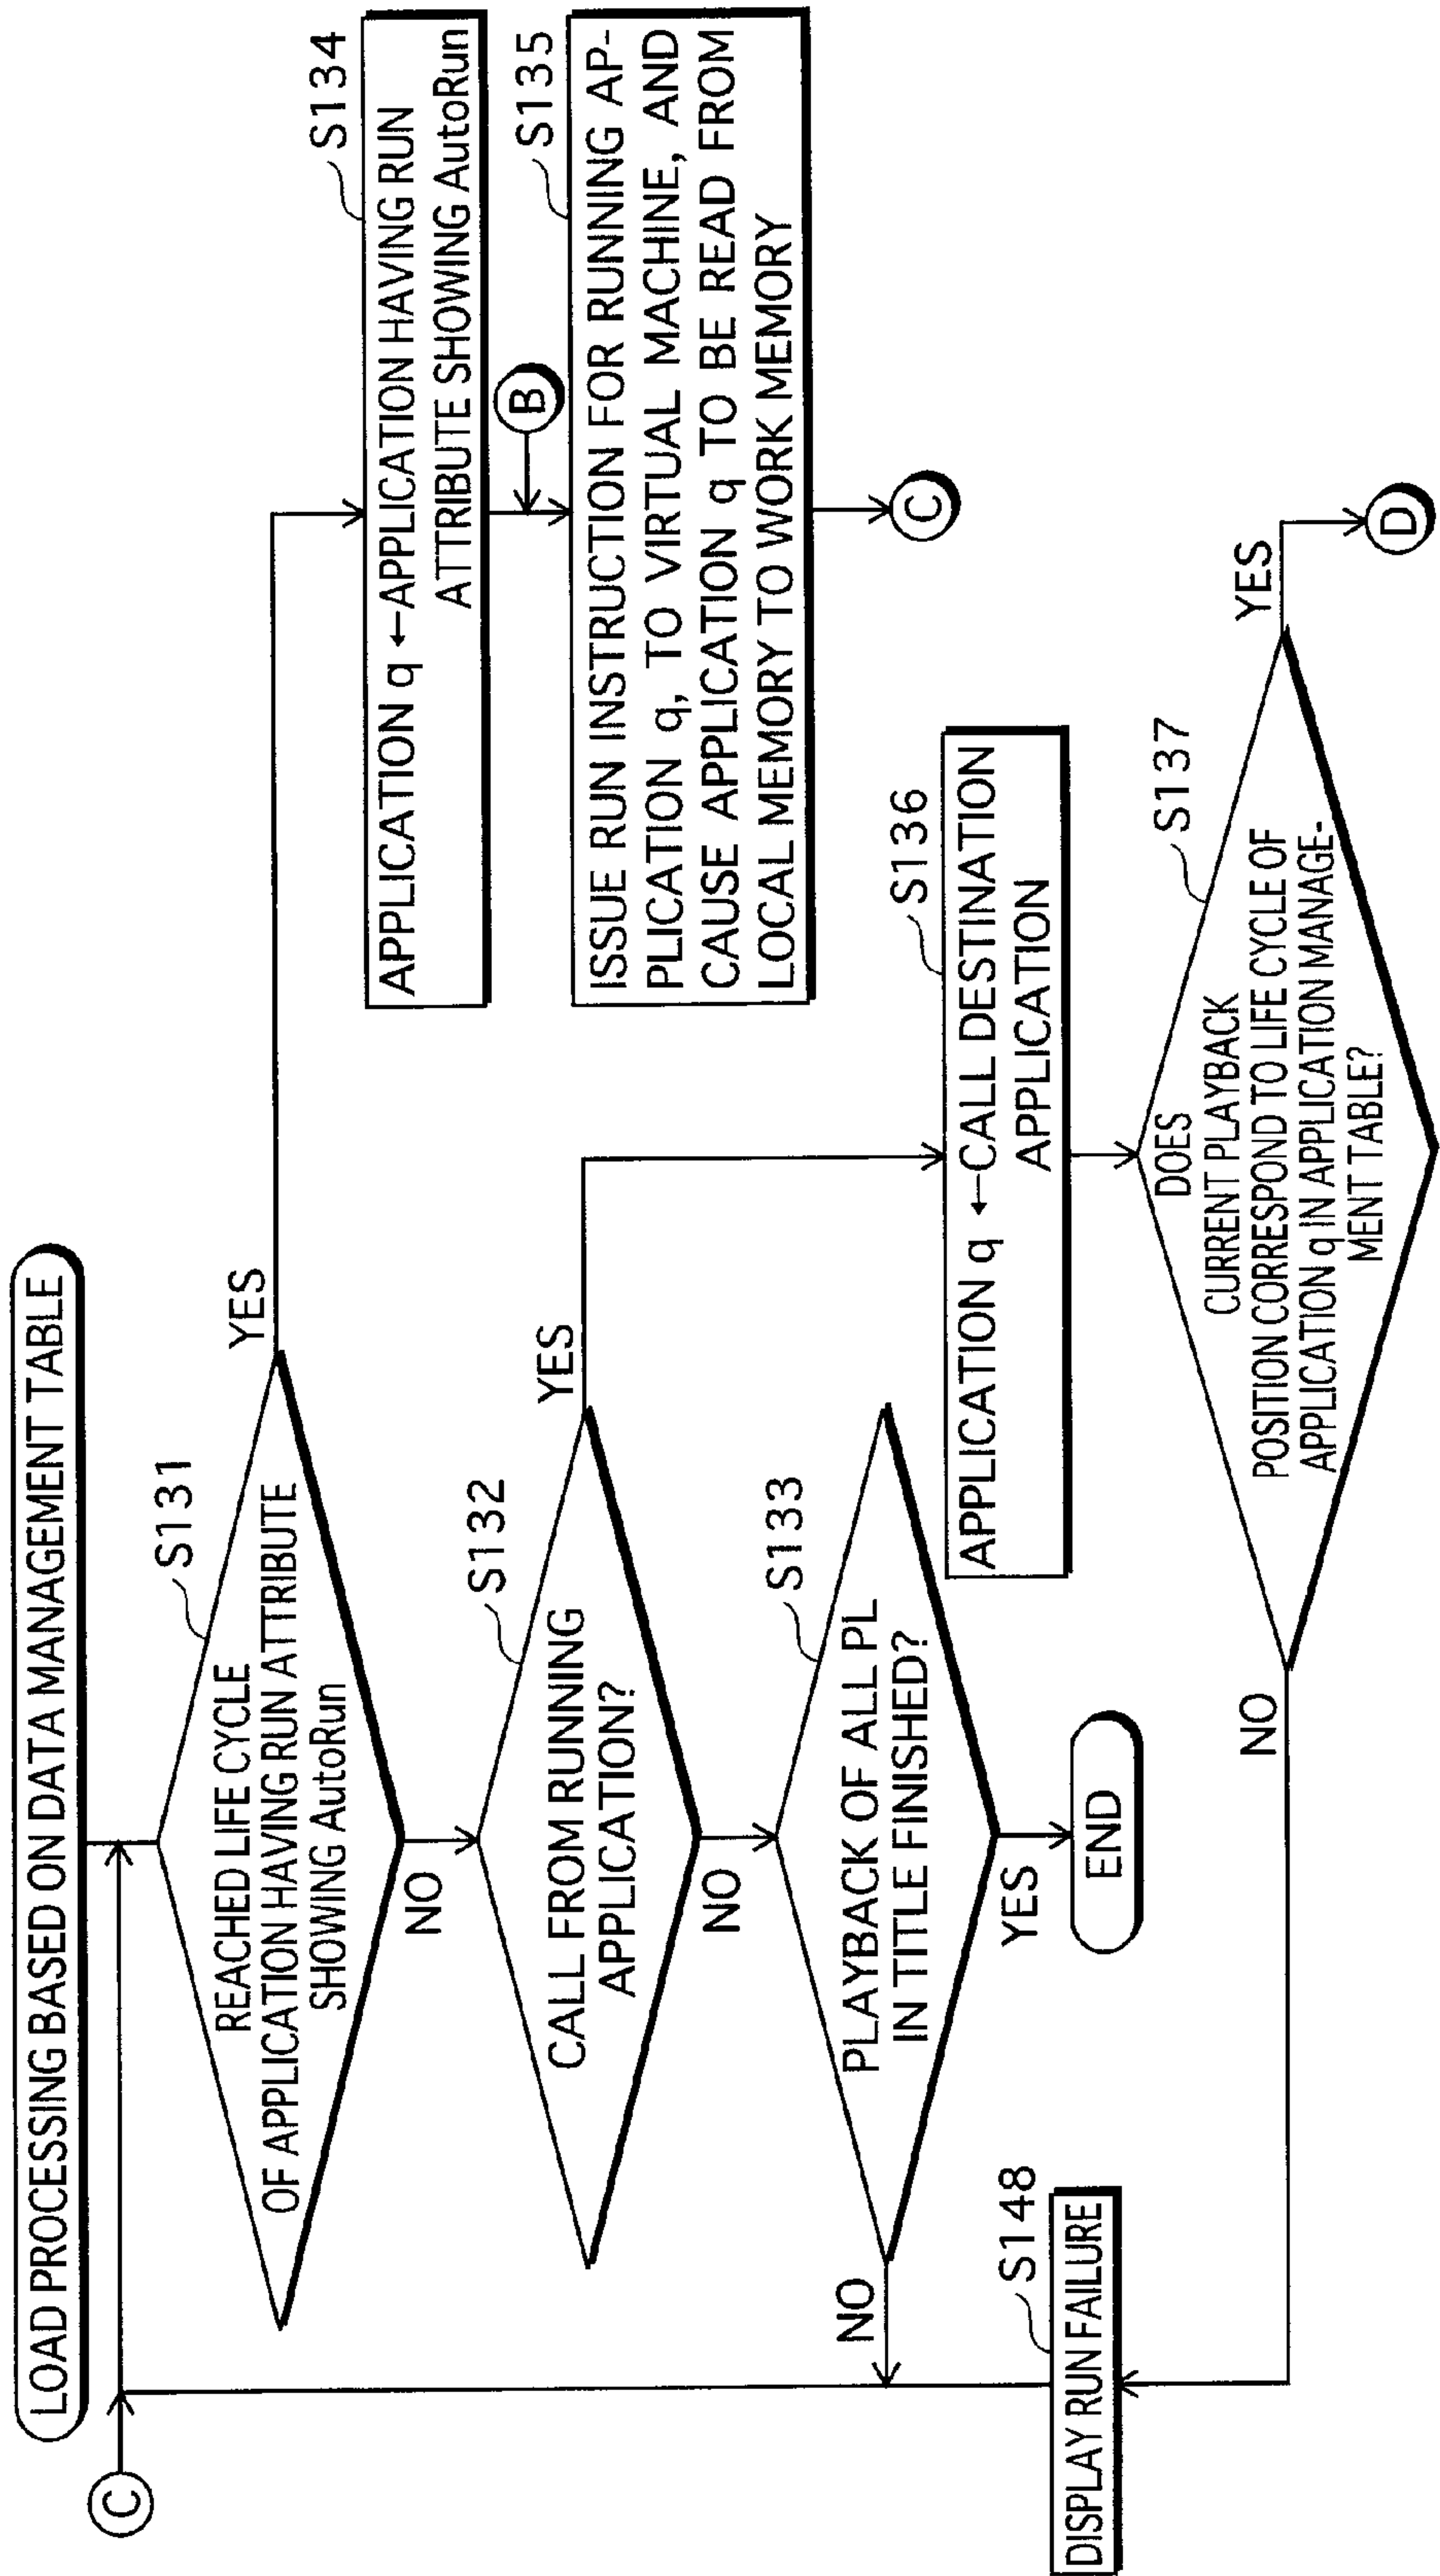 LOAD PROCESSING BASED ON DATA MANAGEMENT TABLE
C
S131
REACHED LIFE CYCLE
OF APPLICATION HAVING RUN ATTRIBUTE
SHOWING AutoRun
YES
NO
S132
CALL FROM RUNNING
APPLICATION?
YES
NO
S133
PLAYBACK OF ALL PL
IN TITLE FINISHED?
NO
YES
END
S134
APPLICATION q ←APPLICATION HAVING RUN
ATTRIBUTE SHOWING AutoRun
B
S135
ISSUE RUN INSTRUCTION FOR RUNNING AP-
PLICATION q, TO VIRTUAL MACHINE, AND
CAUSE APPLICATION q TO BE READ FROM
LOCAL MEMORY TO WORK MEMORY
C
S136
APPLICATION q ←CALL DESTINATION
APPLICATION
S137
DOES
CURRENT PLAYBACK
POSITION CORRESPOND TO LIFE CYCLE OF
APPLICATION q IN APPLICATION MANAGE-
MENT TABLE?
YES
D
NO
S148
DISPLAY RUN FAILURE